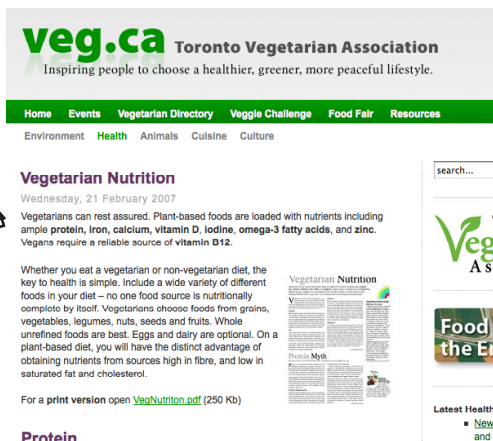 veg.ca Toronto Vegetarian Association
Inspiring people to choose a healthier, greener, more peaceful lifestyle.
Home Events Vegetarian Directory Veggie Challenge Food Fair Resources
Environment Health Animals Cuisine Culture
search...
Vegetarian Nutrition
Wednesday, 21 February 2007
Vegetarians can rest assured. Plant-based foods are loaded with nutrients including
ample protein, iron, calcium, vitamin D, iodine, omega-3 fatty acids, and zinc.
Vegans require a reliable source of vitamin B12.
Whether you eat a vegetarian or non-vegetarian diet, the
key to health is simple. Include a wide variety of different
foods in your diet – no one food source is nutritionally
complete by itself. Vegetarians choose foods from grains,
vegetables, legumes, nuts, seeds and fruits. Whole
unrefined foods are best. Eggs and dairy are optional. On a
plant-based diet, you will have the distinct advantage of
obtaining nutrients from sources high in fibre, and low in
saturated fat and cholesterol.
For a print version open VegNutriton.pdf (250 Kb)
Protein
Vegetarian Nutrition
Protein Myth
Veg
As
Food
the E
Latest Health
New
and